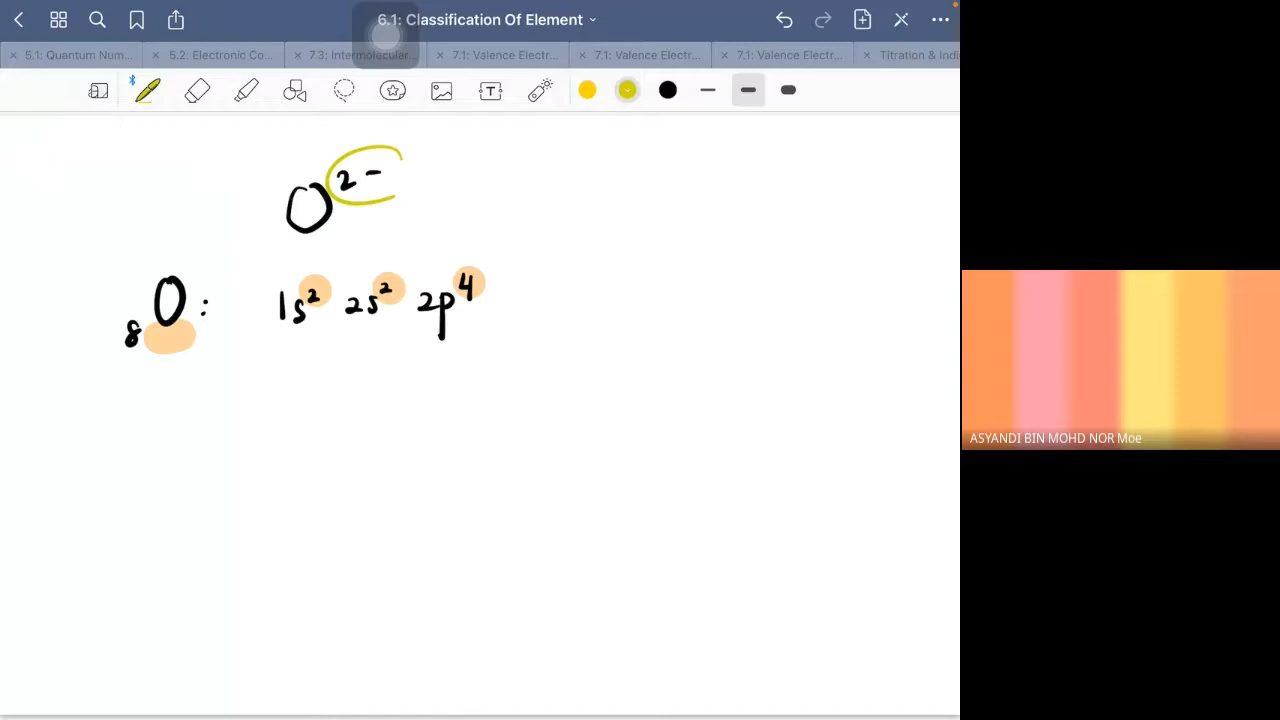 6.1: Classification Of Element
5.1: Quantum Num...
5.2: Electronic Co...
7.3: Intermolecular...
7.1: Valence Electr...
7.1: Valence Electr...
7.1: Valence Electr...
Titration & Indi
O²⁻
₈O : 1s² 2s² 2p⁴
ASYANDI BIN MOHD NOR Moe